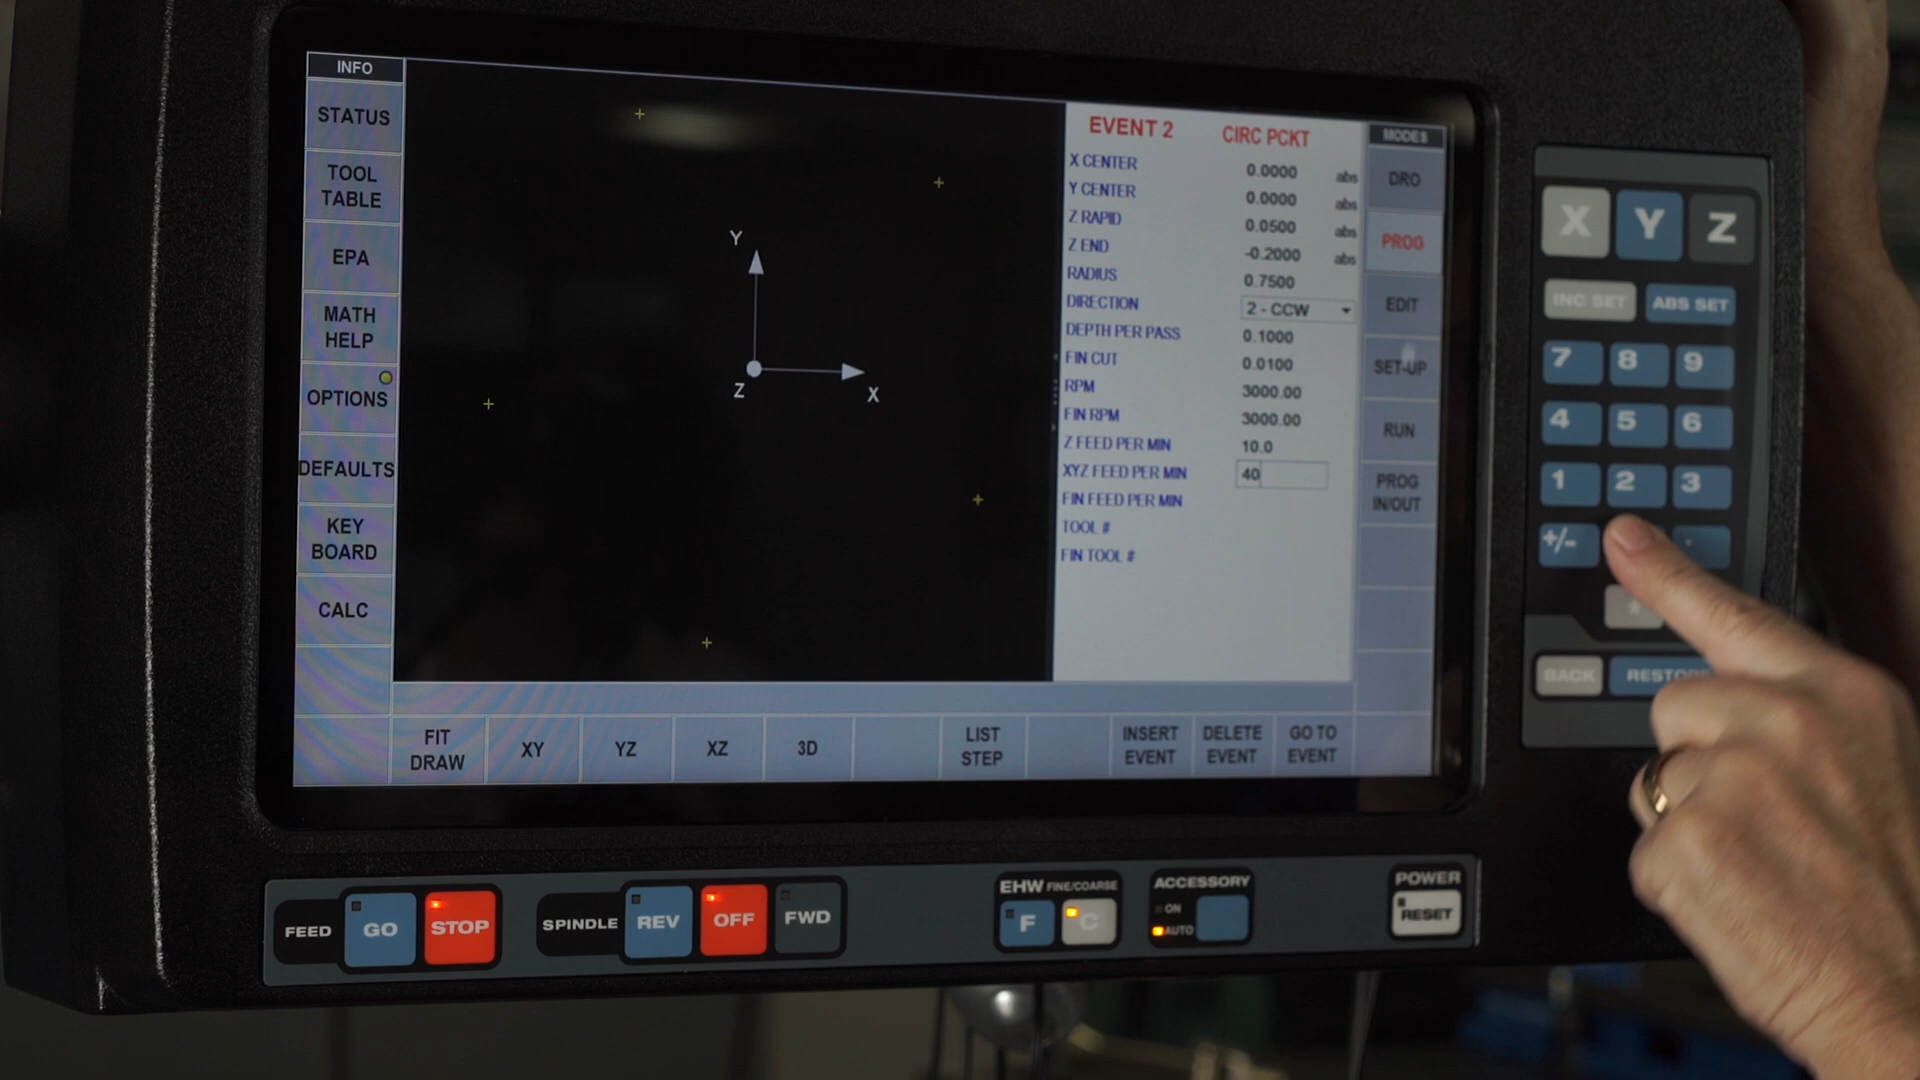 INFO
STATUS
TOOL
TABLE
EPA
MATH
HELP
OPTIONS
DEFAULTS
KEY
BOARD
CALC
Y
Z
X
EVENT 2 CIRC PCKT
X CENTER 0.0000 abs
Y CENTER 0.0000 abs
Z RAPID 0.0500 abs
Z END -0.2000 abs
RADIUS 0.7500
DIRECTION 2 - CCW
DEPTH PER PASS 0.1000
FIN CUT 0.0100
RPM 3000.00
FIN RPM 3000.00
Z FEED PER MIN 10.0
XYZ FEED PER MIN 40
FIN FEED PER MIN
TOOL #
FIN TOOL #
MODES
DRO
PROG
EDIT
SET-UP
RUN
PROG
IN/OUT
FIT
DRAW
XY
YZ
XZ
3D
LIST
STEP
INSERT
EVENT
DELETE
EVENT
GO TO
EVENT
X Y Z
INC SET ABS SET
7 8 9
4 5 6
1 2 3
+/- .
*
BACK RESTORE
FEED GO STOP
SPINDLE REV OFF FWD
EHW FINE/COARSE
F C
ACCESSORY
ON
AUTO
POWER
RESET